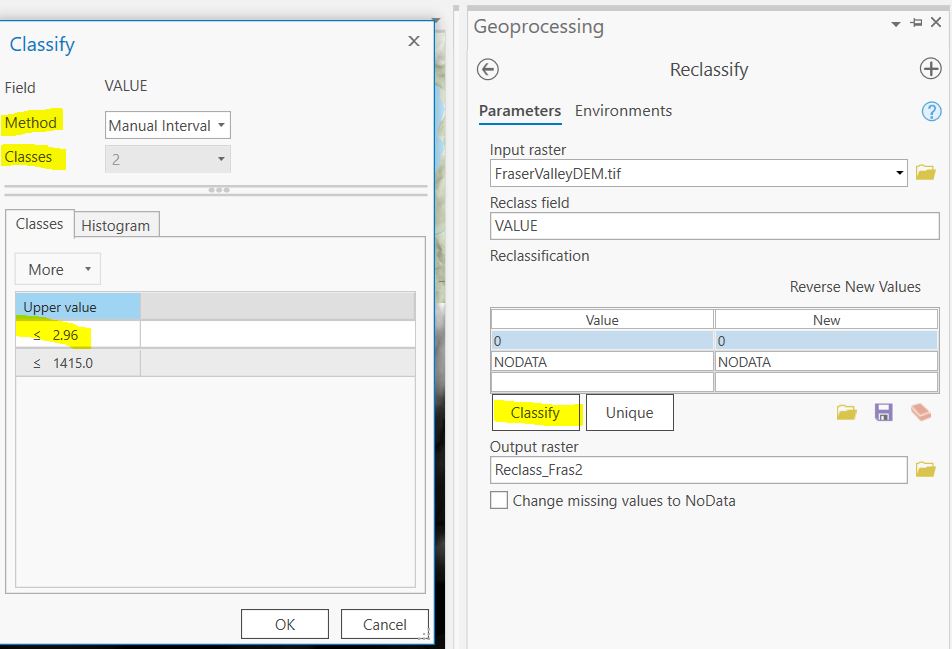 Classify
Field VALUE
Method Manual Interval
Classes 2
Classes Histogram
More
Upper value
≤ 2.96
≤ 1415.0
OK Cancel
Geoprocessing
Reclassify
Parameters Environments
Input raster
FraserValleyDEM.tif
Reclass field
VALUE
Reclassification
Reverse New Values
Value New
0 0
NODATA NODATA
Classify Unique
Output raster
Reclass_Fras2
Change missing values to NoData